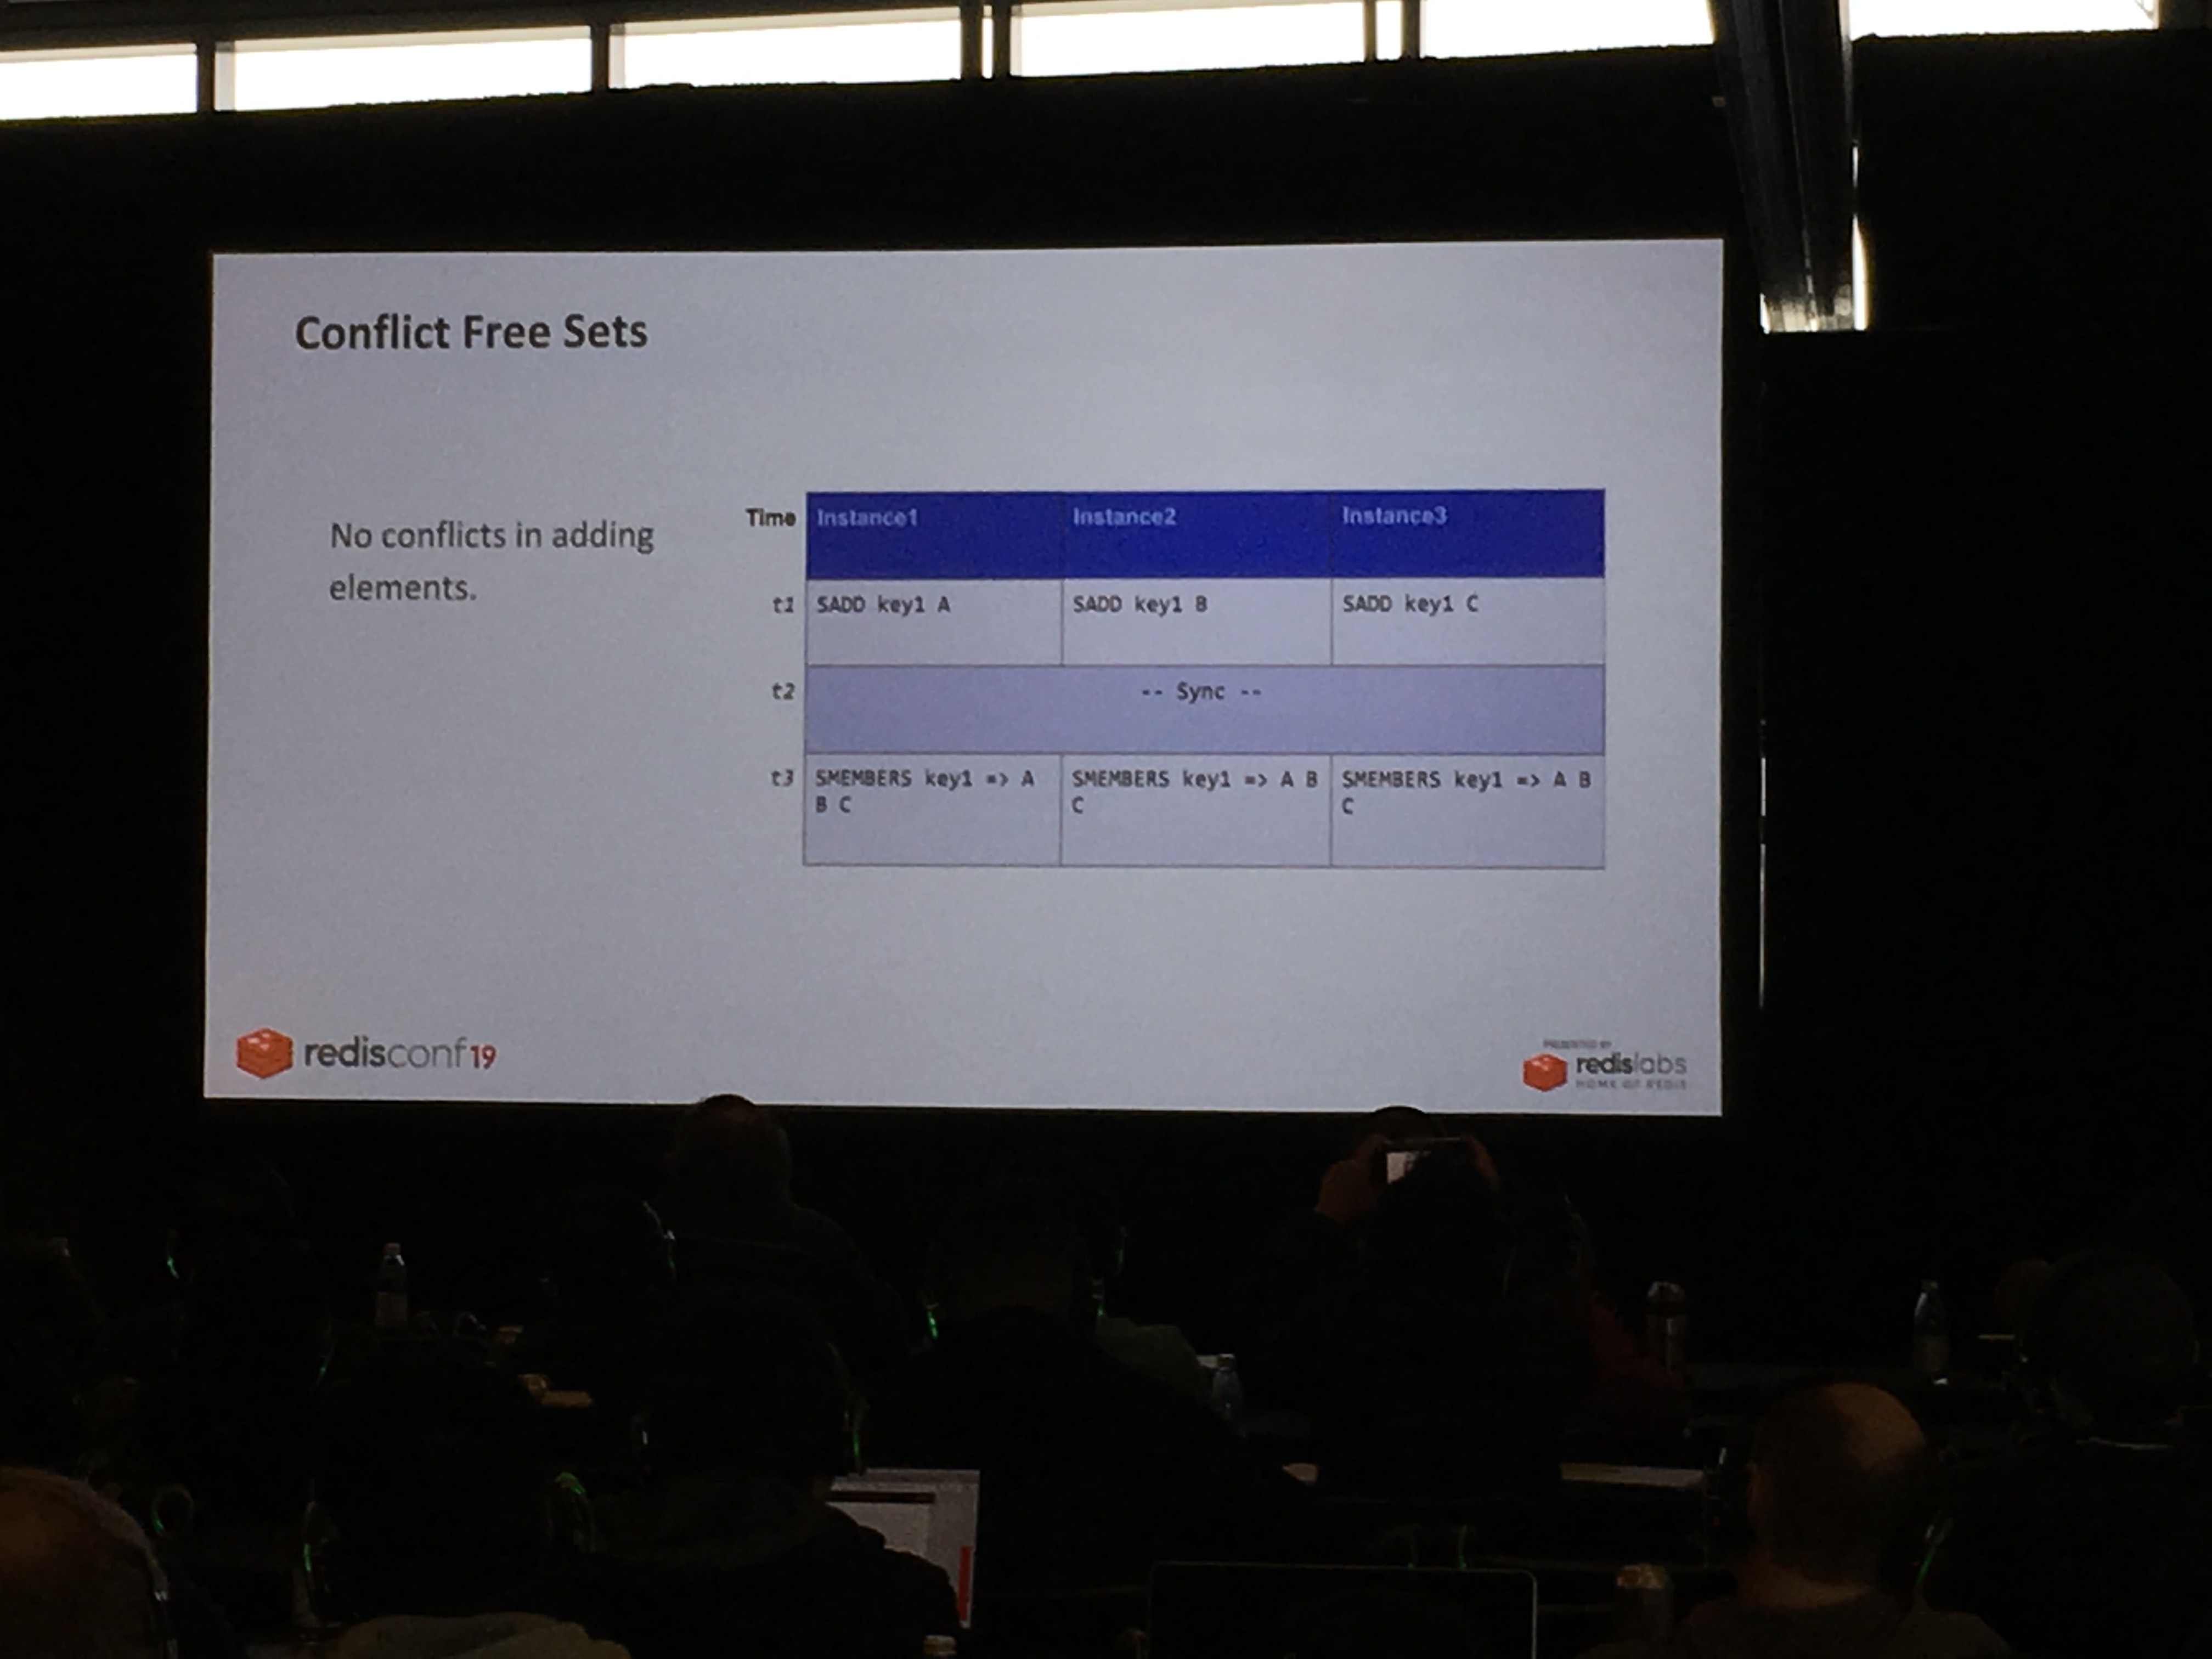 Conflict Free Sets
No conflicts in adding
elements.
Time Instance1 Instance2 Instance3
t1 SADD key1 A SADD key1 B SADD key1 C
t2 -- Sync --
t3 SMEMBERS key1 => A SMEMBERS key1 => A B SMEMBERS key1 => A B
B C C C
redisconf19
PRESENTED BY
redislabs
HOME OF REDIS